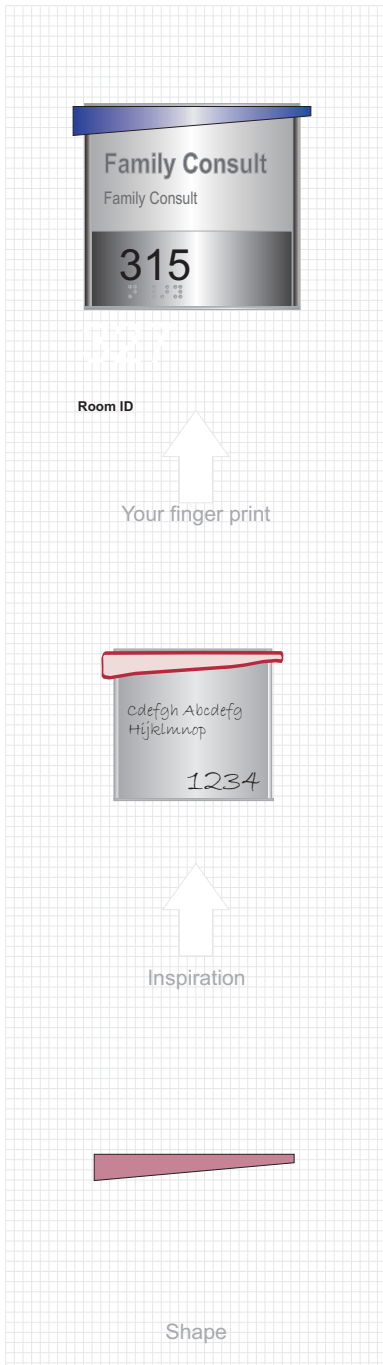 Family Consult
Family Consult
315
Room ID
Your finger print
Cdefgh Abcdefg
Hijklmnop
1234
Inspiration
Shape